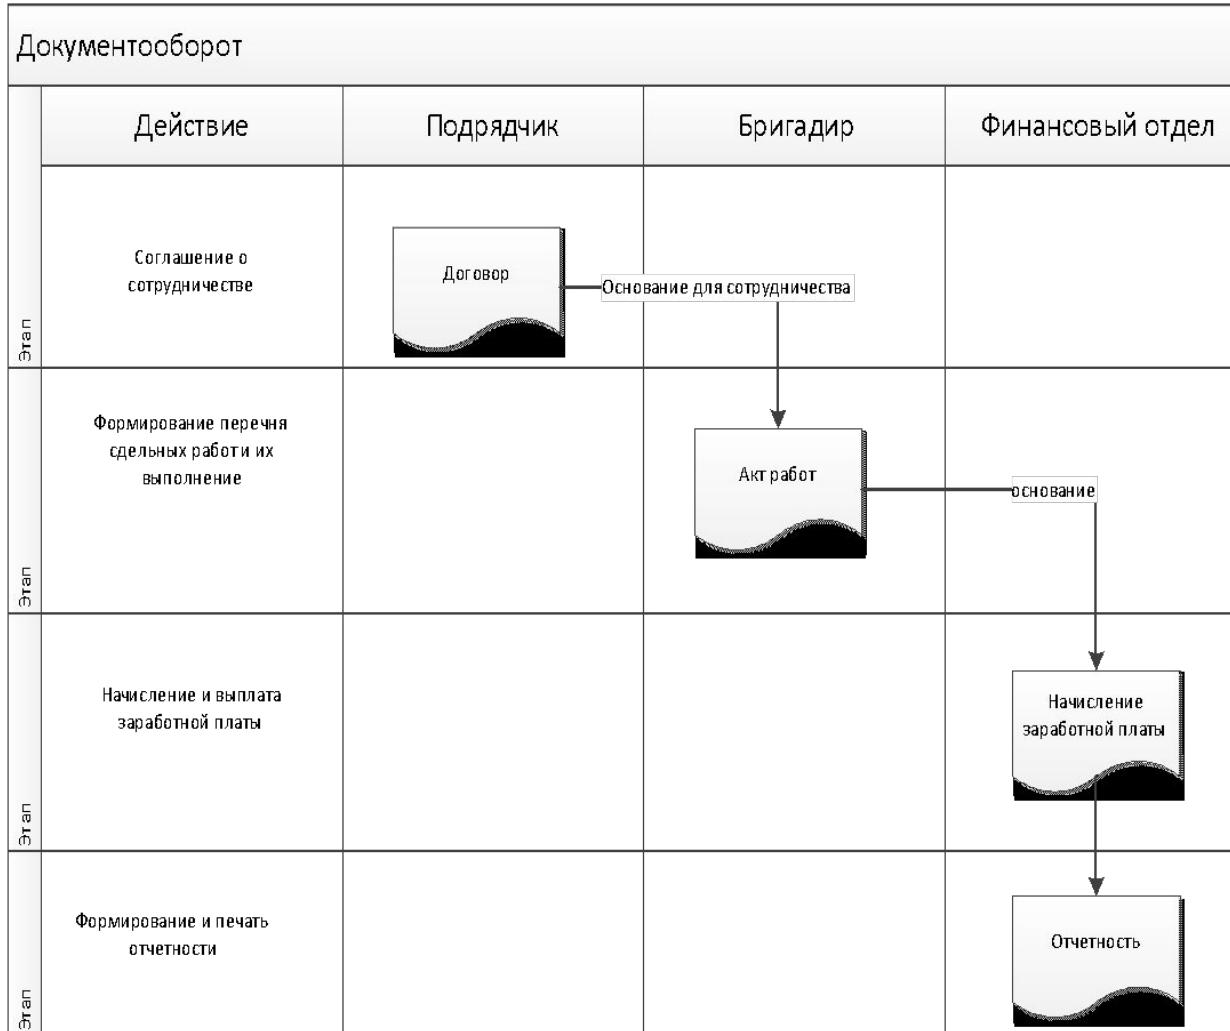 Документооборот
Действие
Подрядчик
Бригадир
Финансовый отдел
Этап
Соглашение о
сотрудничестве
Договор
Основание для сотрудничества
Этап
Формирование перечня
сдельных работ и их
выполнение
Акт работ
основание
Этап
Начисление и выплата
заработной платы
Начисление
заработной платы
Этап
Формирование и печать
отчетности
Отчетность